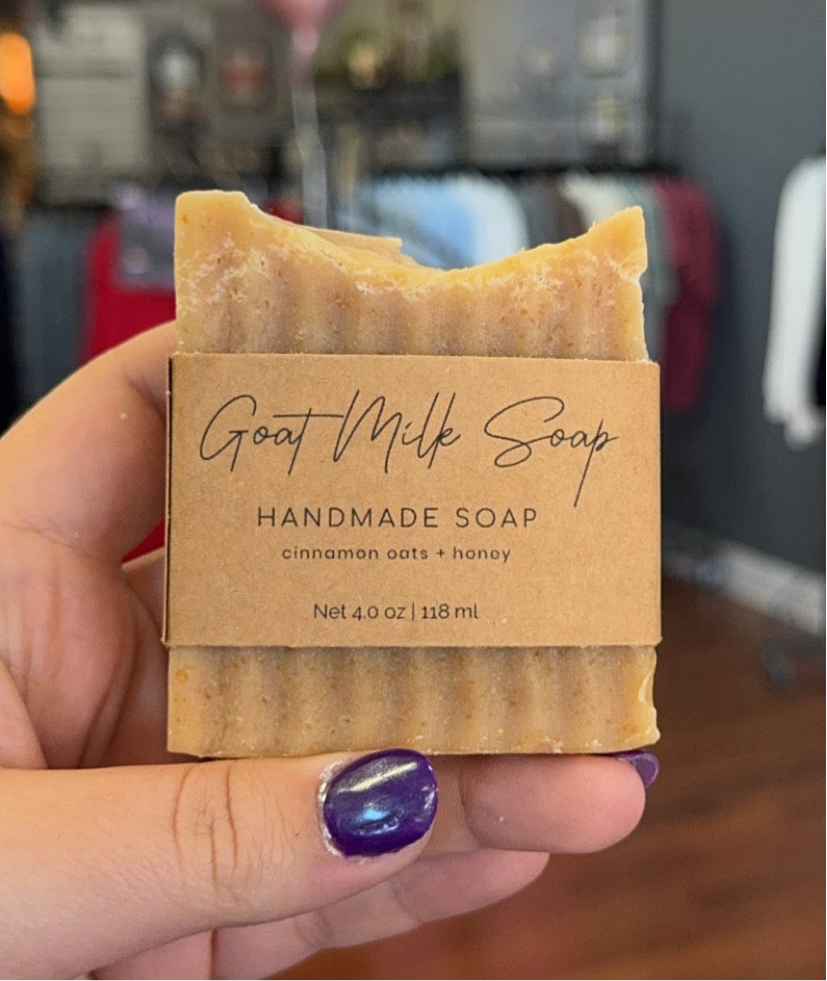 Goat Milk Soap
HANDMADE SOAP
cinnamon oats + honey
Net 4.0 oz | 118 ml